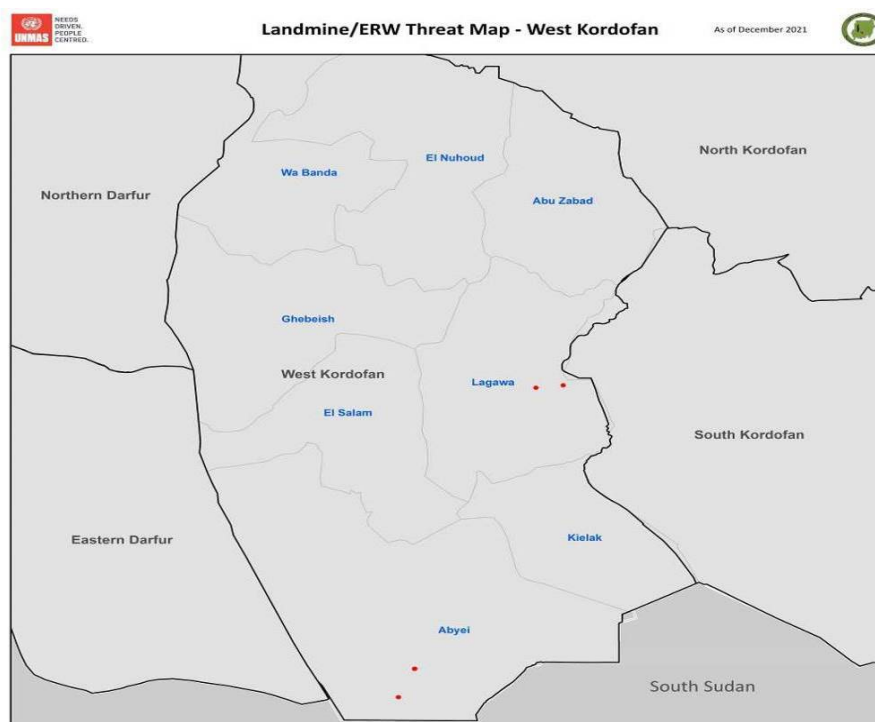 UNMAS
NEEDS
DRIVEN.
PEOPLE
CENTRED.
Landmine/ERW Threat Map - West Kordofan
As of December 2021
North Kordofan
El Nuhoud
Wa Banda
Northern Darfur
Abu Zabad
Ghebeish
West Kordofan
Lagawa
El Salam
South Kordofan
Eastern Darfur
Kielak
Abyei
South Sudan